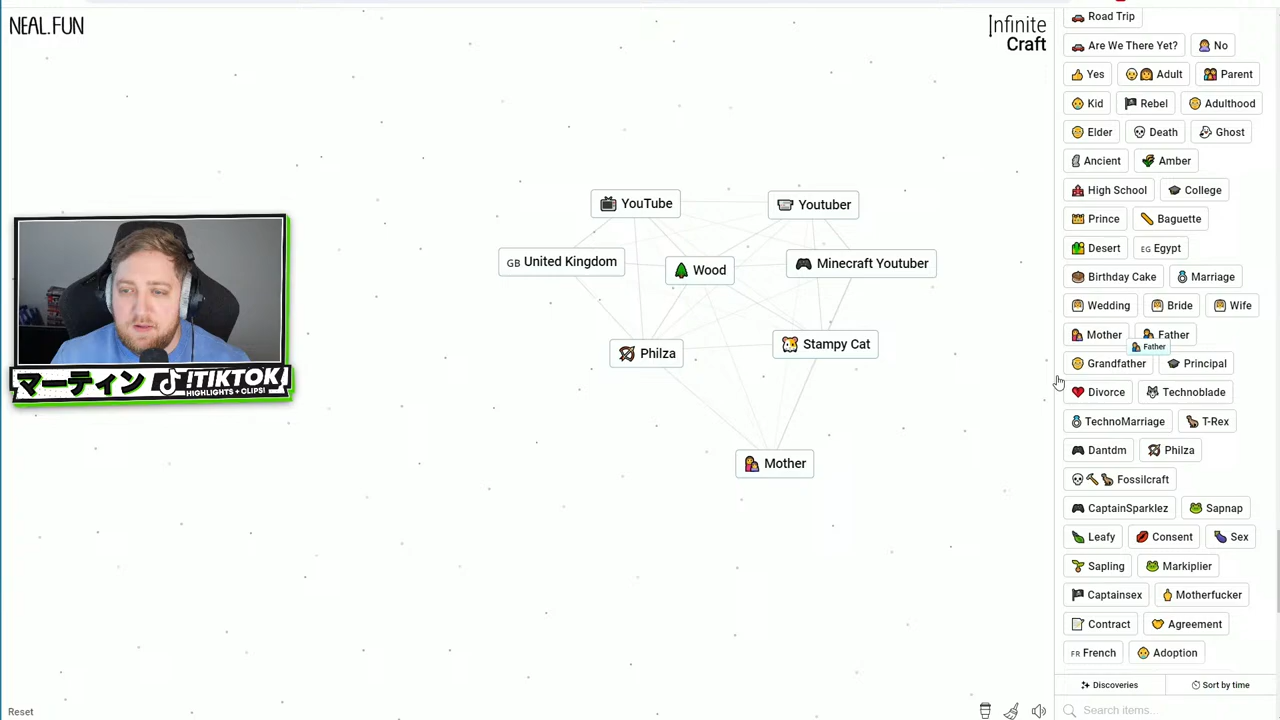 NEAL.FUN
Infinite
Craft
YouTube
Youtuber
GB United Kingdom
Wood
Minecraft Youtuber
Philza
Stampy Cat
Mother
マーティン !TIKTOK
HIGHLIGHTS + CLIPS!
Road Trip
Are We There Yet? No
Yes Adult Parent
Kid Rebel Adulthood
Elder Death Ghost
Ancient Amber
High School College
Prince Baguette
Desert EG Egypt
Birthday Cake Marriage
Wedding Bride Wife
Mother Father
Father
Grandfather Principal
Divorce Technoblade
TechnoMarriage T-Rex
Dantdm Philza
Fossilcraft
CaptainSparklez Sapnap
Leafy Consent Sex
Sapling Markiplier
Captainsex Motherfucker
Contract Agreement
FR French Adoption
Discoveries Sort by time
Search items...
Reset